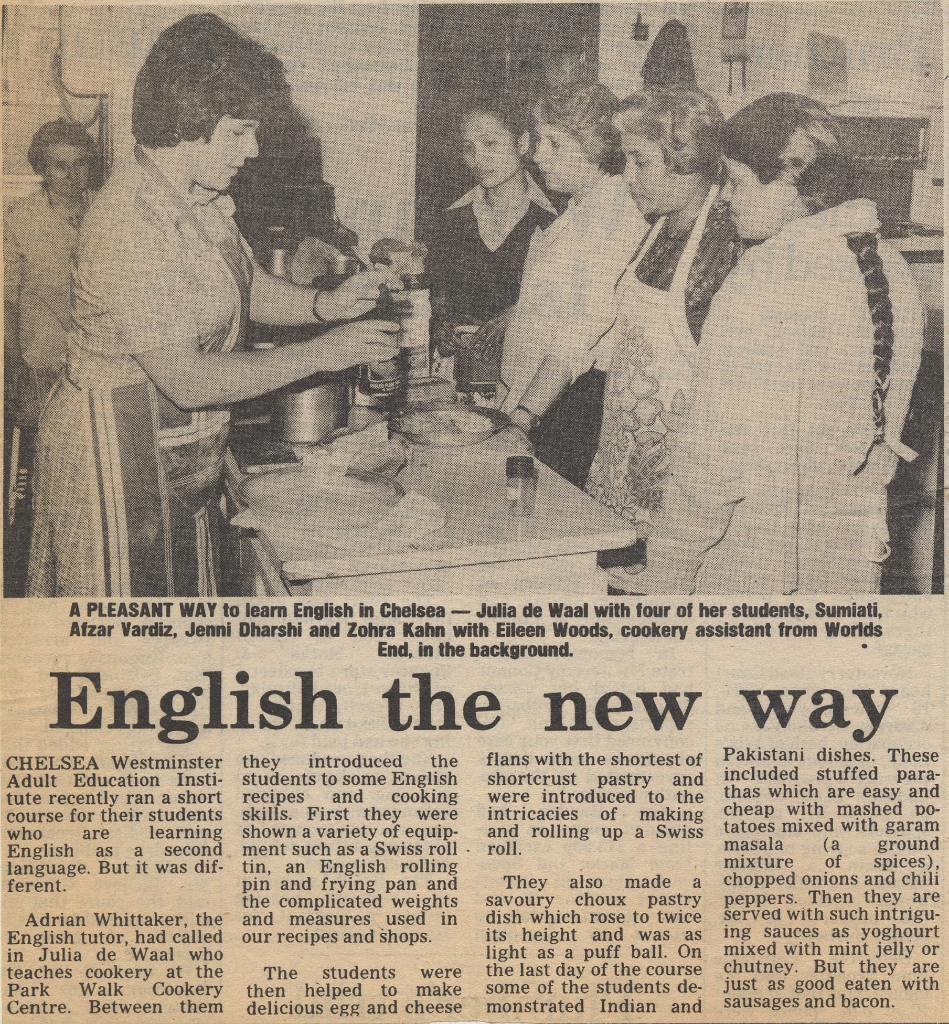 A PLEASANT WAY to learn English in Chelsea — Julia de Waal with four of her students, Sumiati,
Afzar Vardiz, Jenni Dharshi and Zohra Kahn with Eileen Woods, cookery assistant from Worlds
End, in the background.
English the new way
CHELSEA Westminster
Adult Education Insti-
tute recently ran a short
course for their students
who are learning
English as a second
language. But it was dif-
ferent.
Adrian Whittaker, the
English tutor, had called
in Julia de Waal who
teaches cookery at the
Park Walk Cookery
Centre. Between them
they introduced the
students to some English
recipes and cooking
skills. First they were
shown a variety of equip-
ment such as a Swiss roll
tin, an English rolling
pin and frying pan and
the complicated weights
and measures used in
our recipes and shops.
The students were
then helped to make
delicious egg and cheese
flans with the shortest of
shortcrust pastry and
were introduced to the
intricacies of making
and rolling up a Swiss
roll.
They also made a
savoury choux pastry
dish which rose to twice
its height and was as
light as a puff ball. On
the last day of the course
some of the students de-
monstrated Indian and
Pakistani dishes. These
included stuffed para-
thas which are easy and
cheap with mashed po-
tatoes mixed with garam
masala (a ground
mixture of spices),
chopped onions and chili
peppers. Then they are
served with such intrigu-
ing sauces as yoghourt
mixed with mint jelly or
chutney. But they are
just as good eaten with
sausages and bacon.